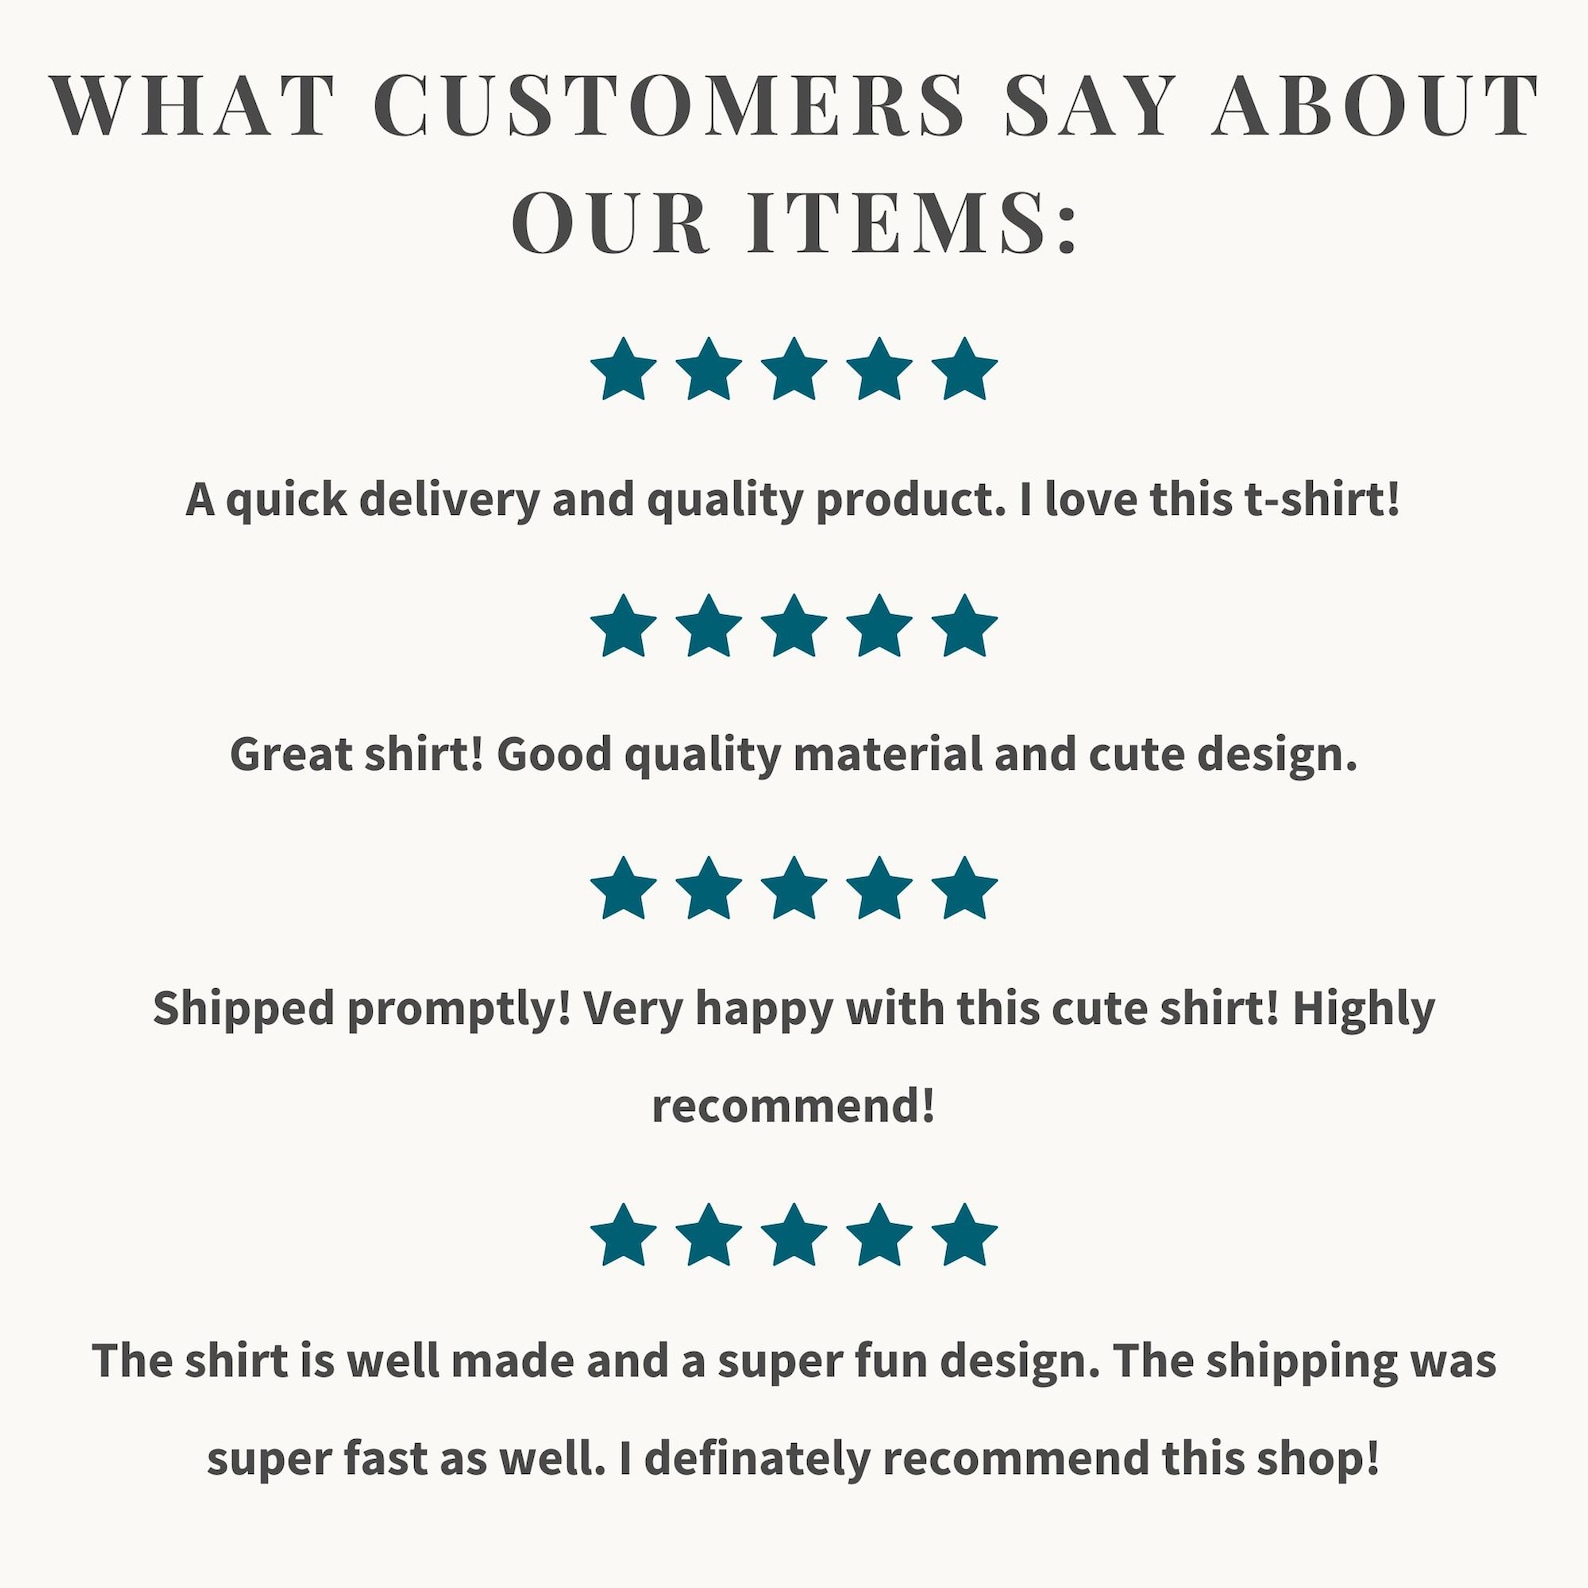 WHAT CUSTOMERS SAY ABOUT
OUR ITEMS:
A quick delivery and quality product. I love this t-shirt!
Great shirt! Good quality material and cute design.
Shipped promptly! Very happy with this cute shirt! Highly
recommend!
The shirt is well made and a super fun design. The shipping was
super fast as well. I definately recommend this shop!